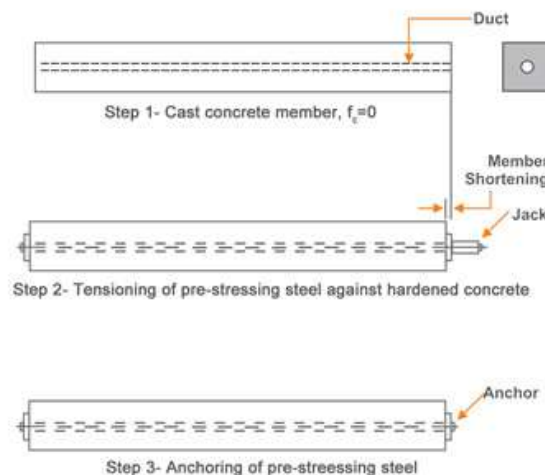 Duct
Step 1- Cast concrete member, fc=0
Member
Shortening
Jack
Step 2- Tensioning of pre-stressing steel against hardened concrete
Anchor
Step 3- Anchoring of pre-streessing steel